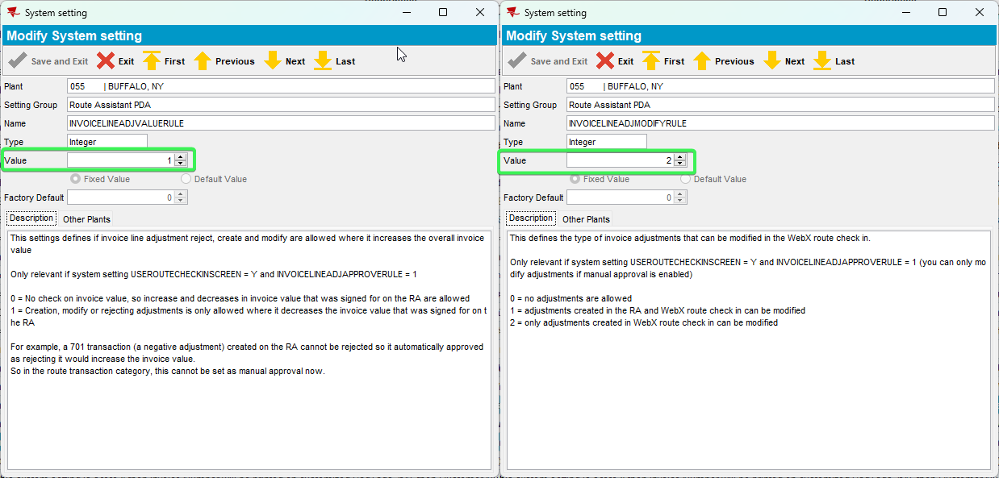 System setting
Modify System setting
Save and Exit Exit First Previous Next Last
Plant 055 | BUFFALO, NY
Setting Group Route Assistant PDA
Name INVOICELINEADJVALUERULE
Type Integer
Value 1
Fixed Value Default Value
Factory Default 0
Description Other Plants
This settings defines if invoice line adjustment reject, create and modify are allowed where it increases the overall invoice
value
Only relevant if system setting USEROUTECHECKINSCREEN = Y and INVOICELINEADJAPPROVERULE = 1
0 = No check on invoice value, so increase and decreases in invoice value that was signed for on the RA are allowed
1 = Creation, modify or rejecting adjustments is only allowed where it decreases the invoice value that was signed for on t
he RA
For example, a 701 transaction (a negative adjustment) created on the RA cannot be rejected so it automatically approved
as rejecting it would increase the invoice value.
So in the route transaction category, this cannot be set as manual approval now.
System setting
Modify System setting
Save and Exit Exit First Previous Next Last
Plant 055 | BUFFALO, NY
Setting Group Route Assistant PDA
Name INVOICELINEADJMODIFYRULE
Type Integer
Value 2
Fixed Value Default Value
Factory Default 0
Description Other Plants
This defines the type of invoice adjustments that can be modified in the WebX route check in.
Only relevant if system setting USEROUTECHECKINSCREEN = Y and INVOICELINEADJAPPROVERULE = 1 (you can only mo
dify adjustments if manual approval is enabled)
0 = no adjustments are allowed
1 = adjustments created in the RA and WebX route check in can be modified
2 = only adjustments created in WebX route check in can be modified